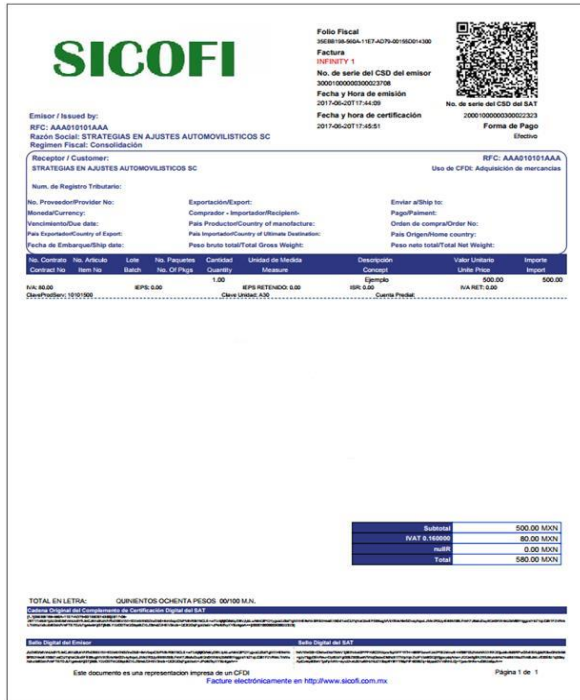 SICOFI
Folio Fiscal
35EBB198-560A-11E7-AD79-00155D014300
Factura
INFINITY 1
No. de serie del CSD del emisor
30001000000300023708
Fecha y Hora de emisión
2017-06-20T17:44:09
Fecha y hora de certificación
2017-06-20T17:45:51
No. de serie del CSD del SAT
20001000000300022323
Forma de Pago
Efectivo
Emisor / Issued by:
RFC: AAA010101AAA
Razón Social: STRATEGIAS EN AJUSTES AUTOMOVILISTICOS SC
Regimen Fiscal: Consolidación
Receptor / Customer:
RFC: AAA010101AAA
STRATEGIAS EN AJUSTES AUTOMOVILISTICOS SC
Uso de CFDI: Adquisición de mercancias
Num. de Registro Tributario:
No. Proveedor/Provider No: Exportación/Export: Enviar a/Ship to:
Moneda/Currency: Comprador - Importador/Recipient- Pago/Paiment:
Vencimiento/Due date: Pais Productor/Country of manufacture: Ordan de compra/Order No:
Pais Exportador/Country of Export: Pais Importador/Country of Ultimate Destination: Pais Origen/Home country:
Fecha de Embarque/Ship date: Peso bruto total/Total Gross Weight: Peso neto total/Total Net Weight:
No. Contrato No. Articulo Lote No. Paquetes Cantidad Unidad de Medida Descripción Valor Unitario Importe
Contract No Item No Batch No. Of Pkgs Quantity Measure Concept Unite Price Import
1.00 Ejemplo 500.00 500.00
IVA: 80.00 IEPS: 0.00 IEPS RETENIDO: 0.00 ISR: 0.00 IVA RET: 0.00
ClaveProdServ: 10101500 Clave Unidad: A30 Cuenta Predial:
Subtotal 500.00 MXN
IVAT 0.160000 80.00 MXN
nullR 0.00 MXN
Total 580.00 MXN
TOTAL EN LETRA: QUINIENTOS OCHENTA PESOS 00/100 M.N.
Cadena Original del Complemento de Certificación Digital del SAT
Sello Digital del Emisor Sello Digital del SAT
Este documento es una representacion impresa de un CFDI
Página 1 de 1
Facture electrónicamente en http://www.sicofi.com.mx